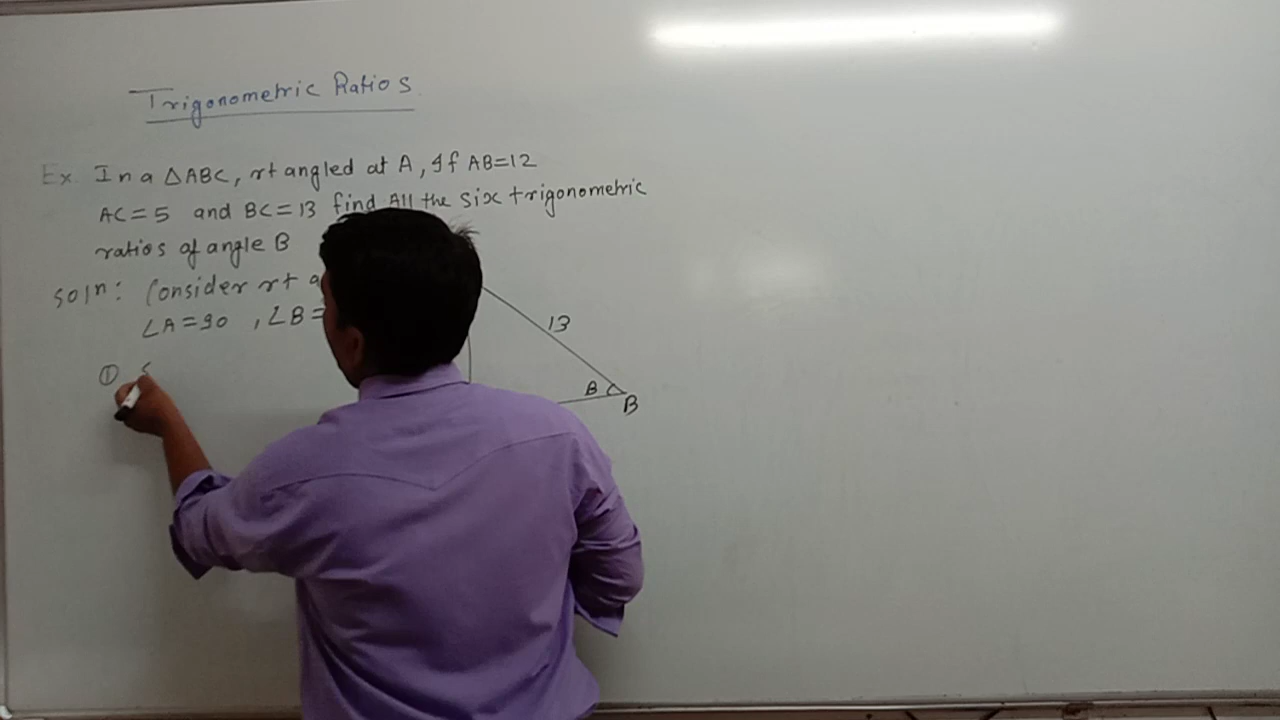 Trigonometric Ratios
Ex. In a △ABC, rt angled at A, If AB=12
AC=5 and BC=13 find All the six trigonometric
ratios of angle B
Soln: Consider rt
∠A=90, ∠B=
①
13
B
B